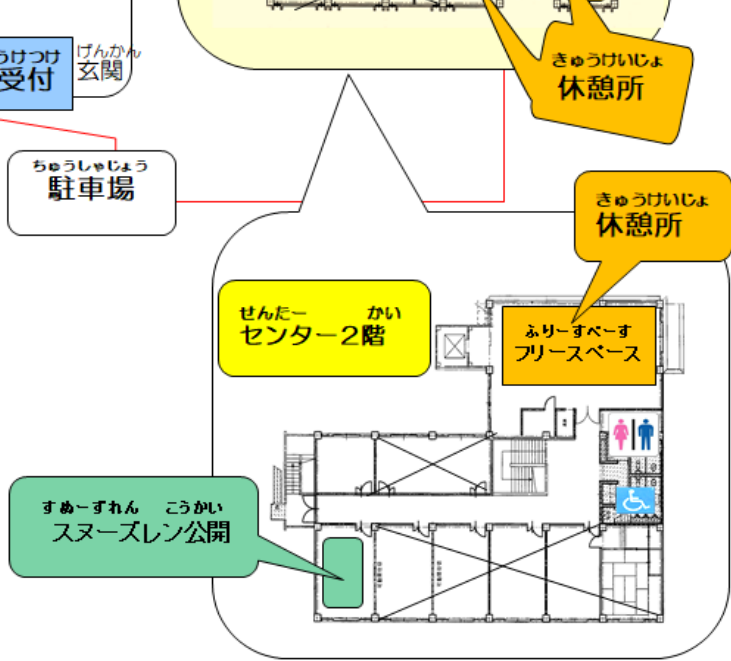 うけつけ
受付
げんかん
玄関
きゅうけいじょ
休憩所
ちゅうしゃじょう
駐車場
きゅうけいじょ
休憩所
せんたー かい
センター2階
ふりーすぺーす
フリースペース
すぬーずれん こうかい
スヌーズレン公開